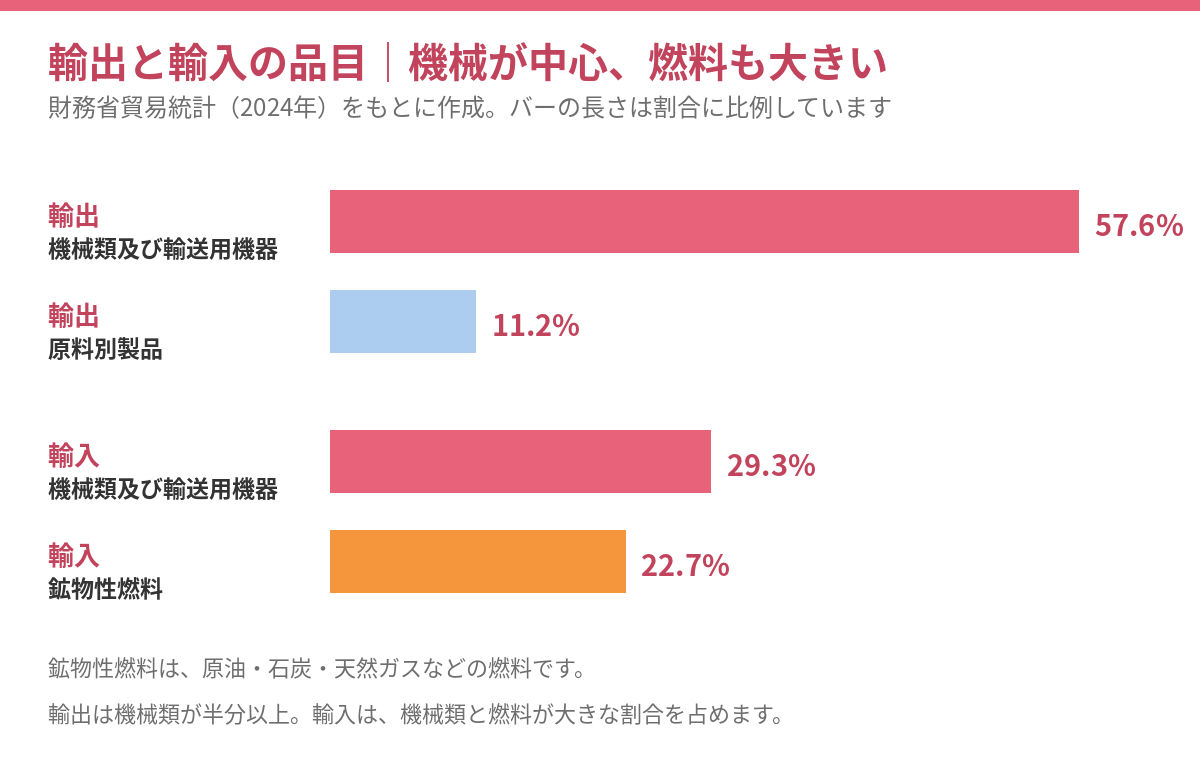 輸出と輸入の品目｜機械が中心、燃料も大きい
財務省貿易統計（2024年）をもとに作成。バーの長さは割合に比例しています
輸出
機械類及び輸送用機器
57.6%
輸出
原料別製品
11.2%
輸入
機械類及び輸送用機器
29.3%
輸入
鉱物性燃料
22.7%
鉱物性燃料は、原油・石炭・天然ガスなどの燃料です。
輸出は機械類が半分以上。輸入は、機械類と燃料が大きな割合を占めます。